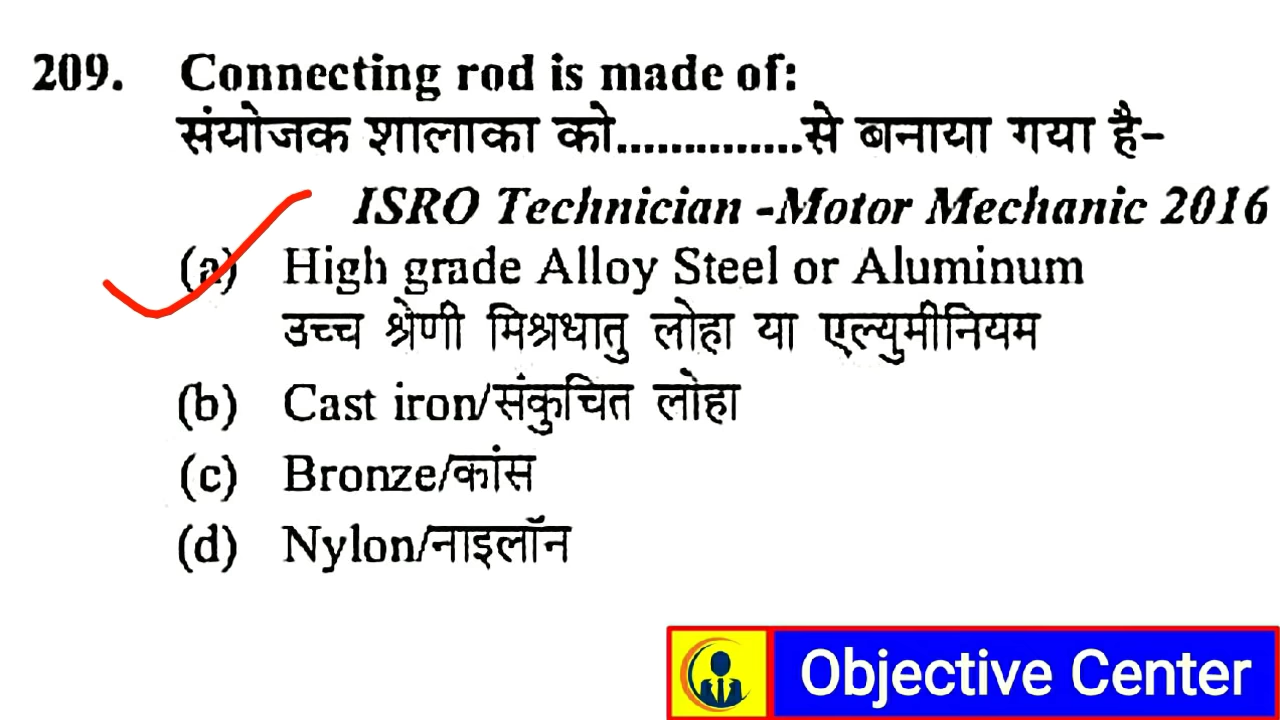 209. Connecting rod is made of:
संयोजक शालाका को..............से बनाया गया है–
ISRO Technician -Motor Mechanic 2016
(a) High grade Alloy Steel or Aluminum
उच्च श्रेणी मिश्रधातु लोहा या एल्युमीनियम
(b) Cast iron/संकुचित लोहा
(c) Bronze/कांस
(d) Nylon/नाइलॉन
Objective Center